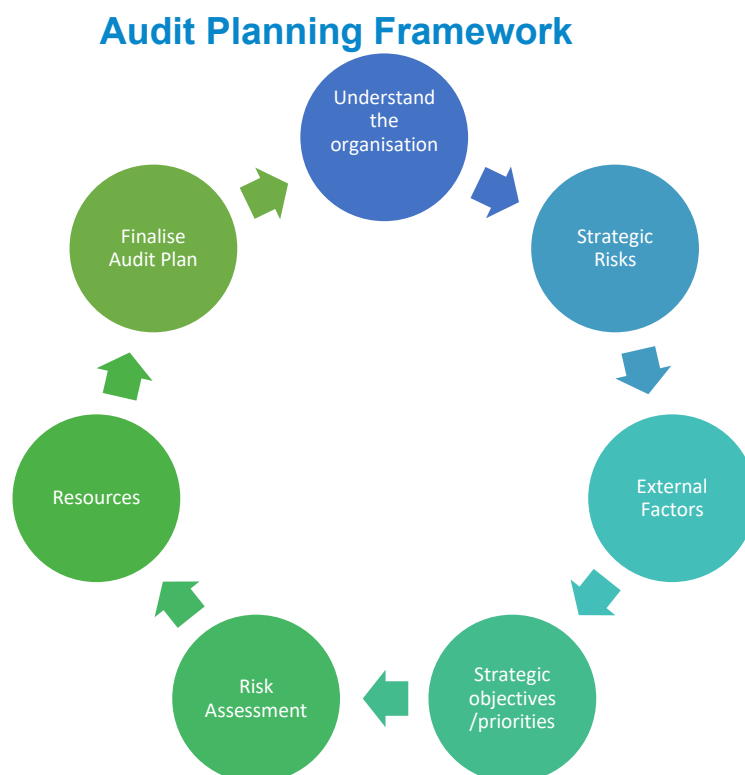 Audit Planning Framework
Understand
the
organisation
Strategic
Risks
External
Factors
Strategic
objectives
/priorities
Risk
Assessment
Resources
Finalise
Audit Plan